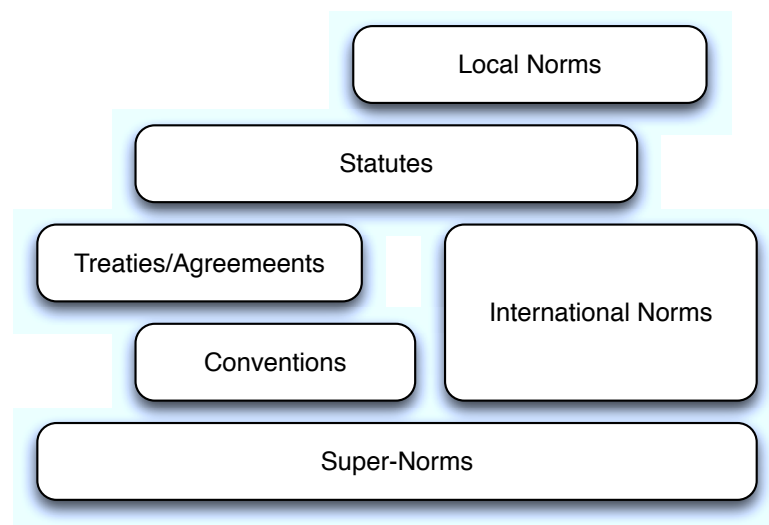 Local Norms
Statutes
Treaties/Agreemeents
International Norms
Conventions
Super-Norms